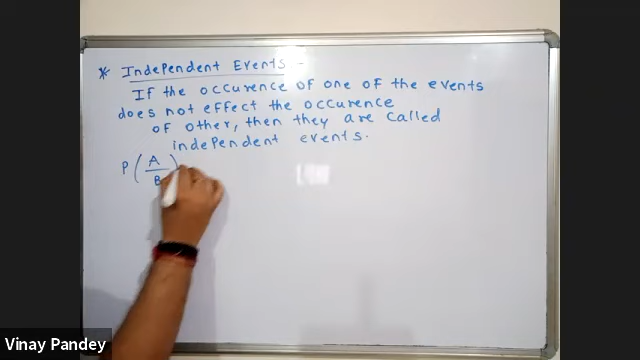 * Independent Events -
If the occurence of one of the events
does not effect the occurence
of other, then they are called
independent events.
P(A/B)
Vinay Pandey